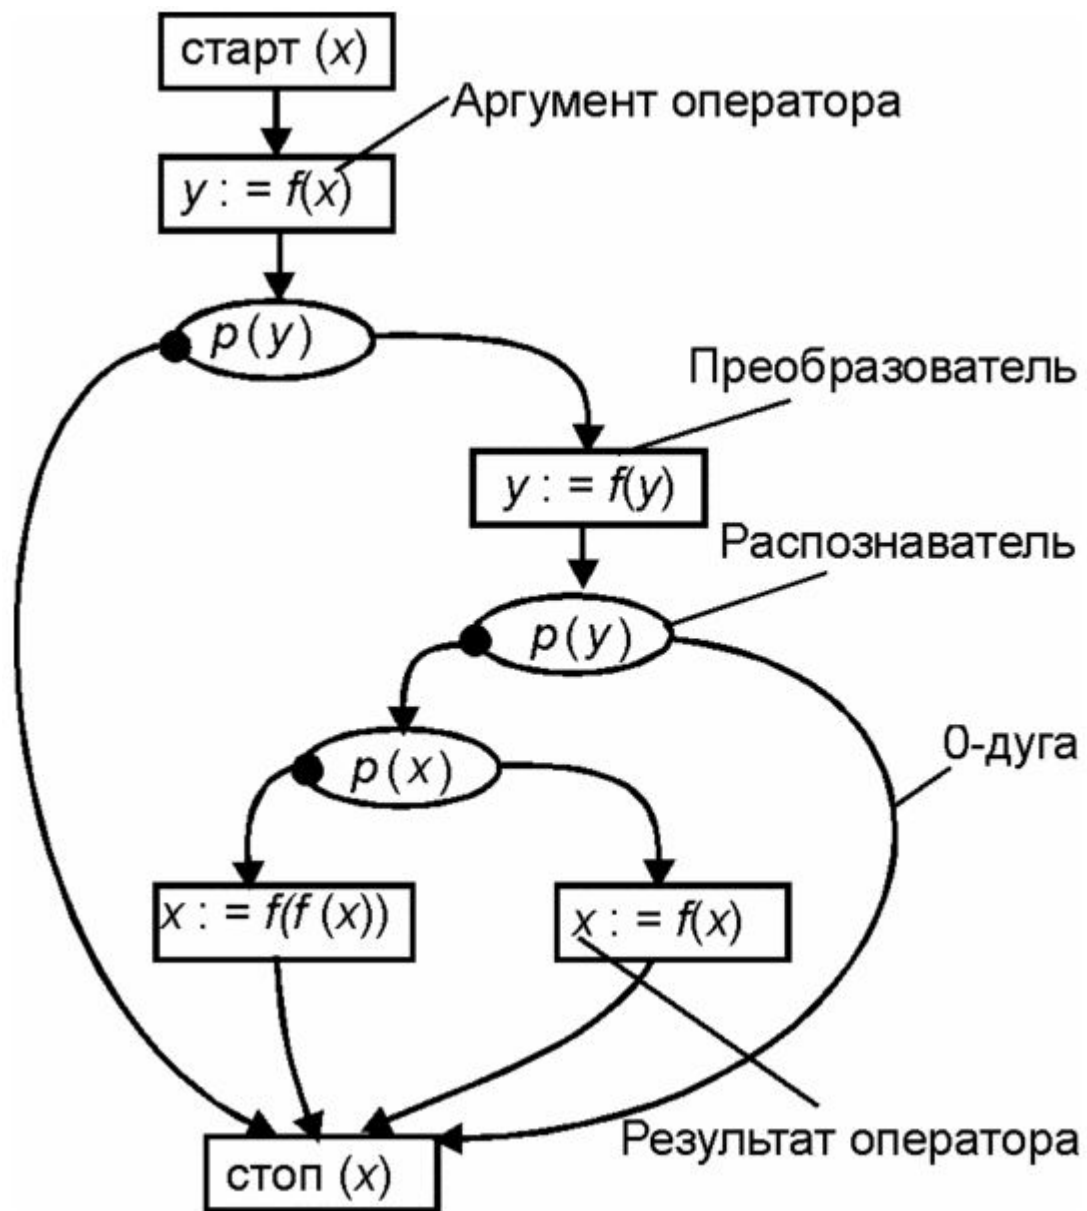 старт (x)
Аргумент оператора
y : = f(x)
p (y)
Преобразователь
y : = f(y)
Распознаватель
p (y)
0-дуга
p (x)
x : = f(f (x))
x : = f(x)
Результат оператора
стоп (x)